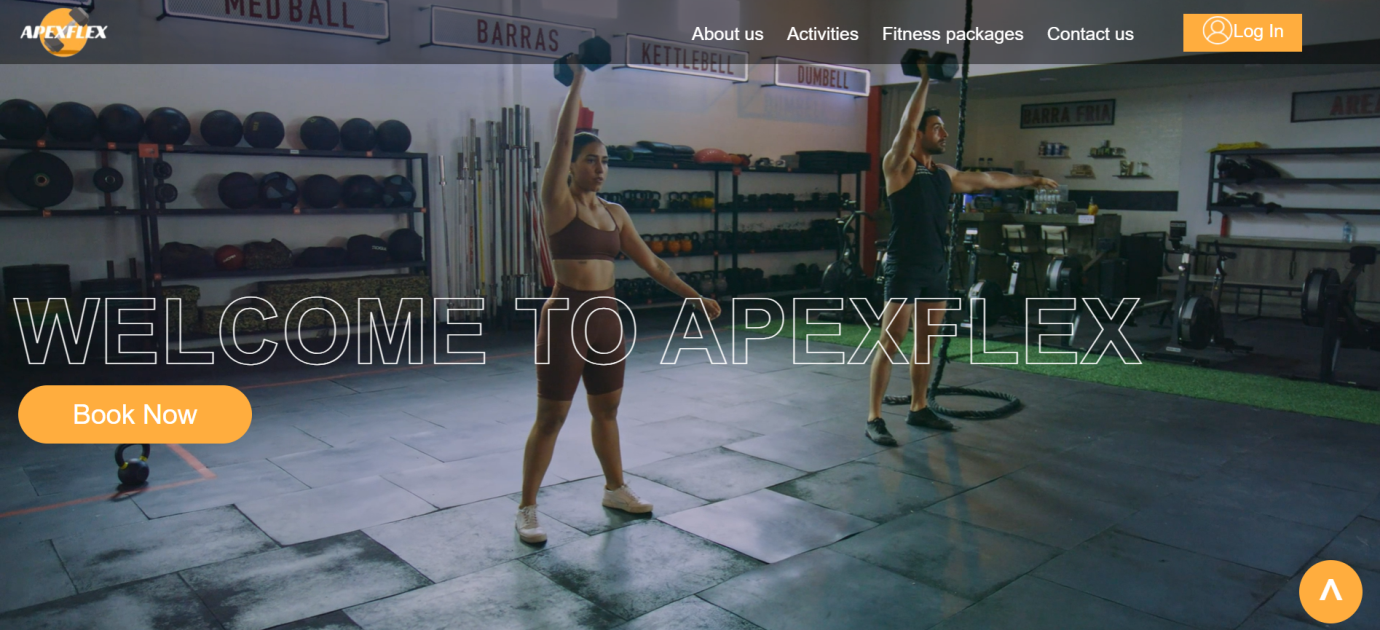 APEXFLEX
About us
Activities
Fitness packages
Contact us
Log In
MED BALL
BARRAS
KETTLEBELL
DUMBELL
BARRA FRIA
WELCOME TO APEXFLEX
Book Now